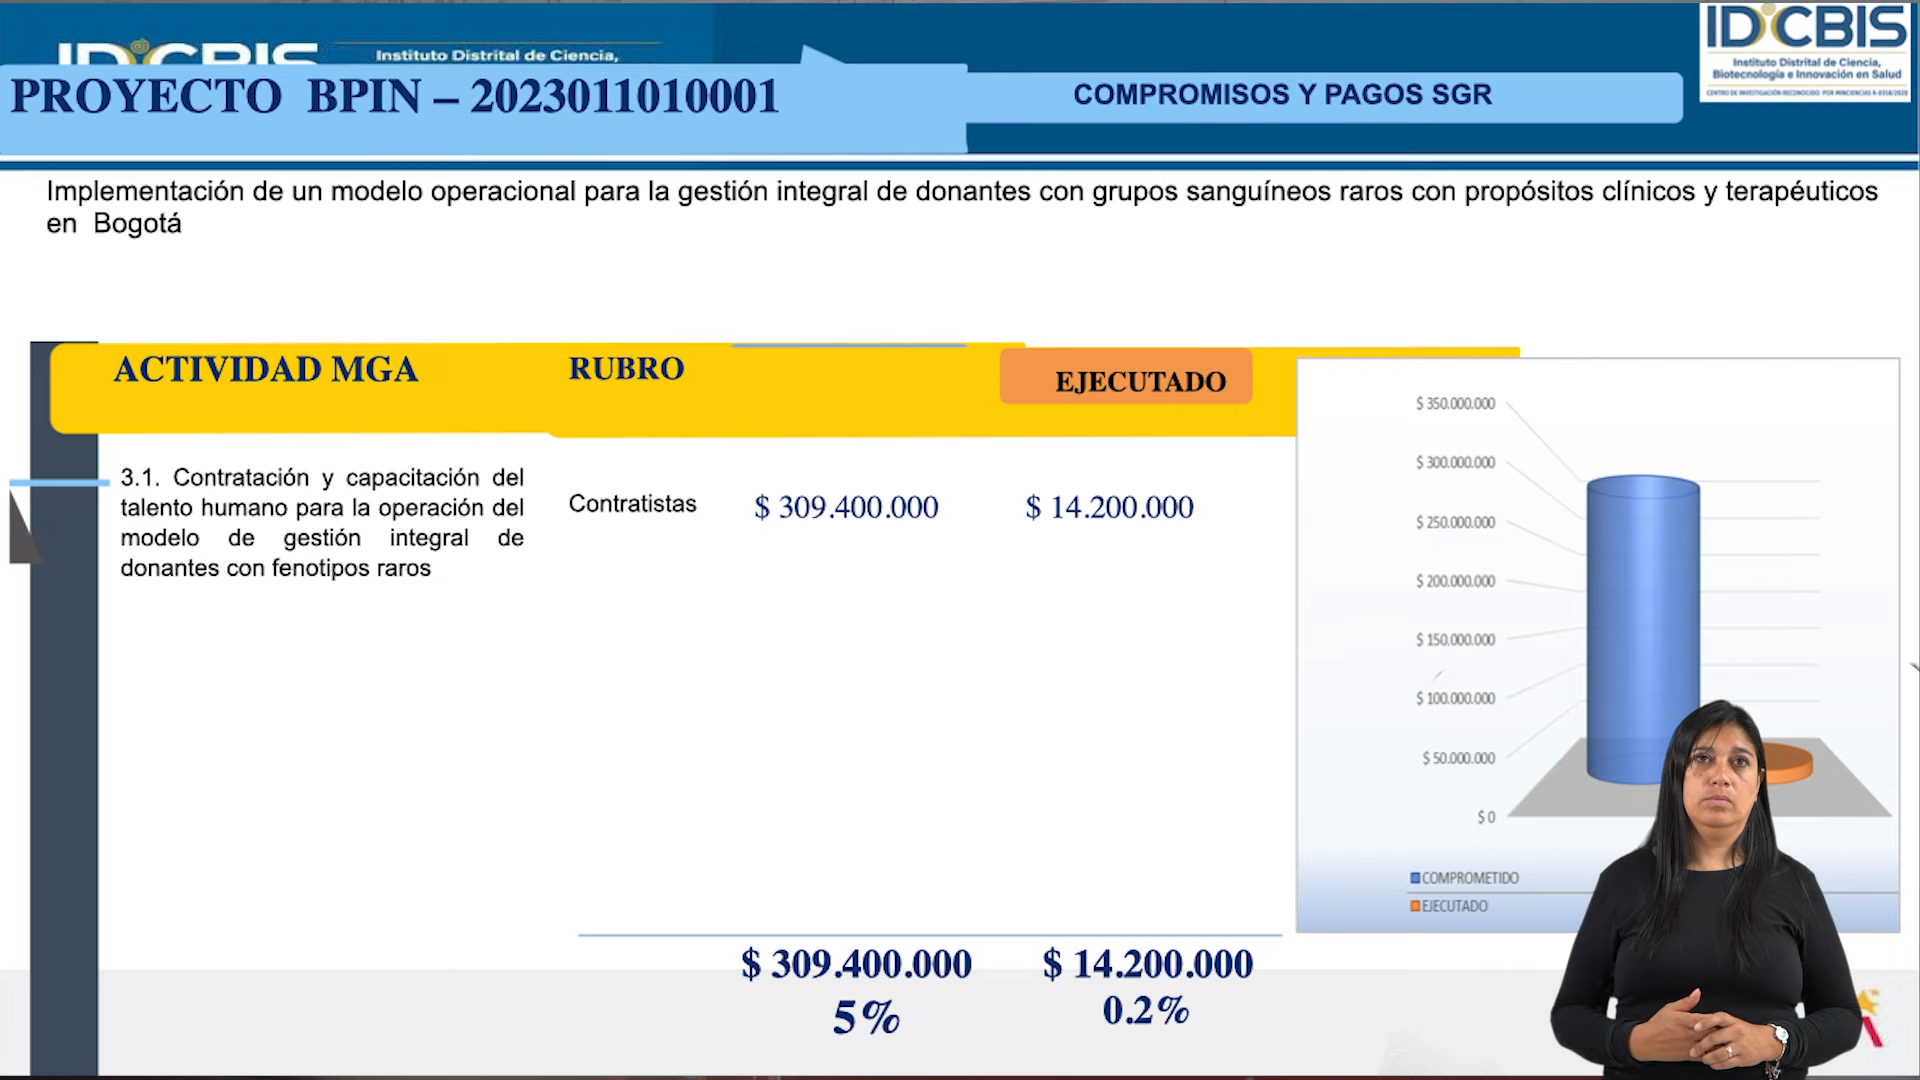 IDCBIS
Instituto Distrital de Ciencia,
IDCBIS
Instituto Distrital de Ciencia,
Biotecnología e Innovación en Salud
PROYECTO BPIN – 2023011010001
COMPROMISOS Y PAGOS SGR
Implementación de un modelo operacional para la gestión integral de donantes con grupos sanguíneos raros con propósitos clínicos y terapéuticos
en Bogotá
ACTIVIDAD MGA
RUBRO
EJECUTADO
3.1. Contratación y capacitación del
talento humano para la operación del
modelo de gestión integral de
donantes con fenotipos raros
Contratistas
$ 309.400.000
$ 14.200.000
$ 350.000.000
$ 300.000.000
$ 250.000.000
$ 200.000.000
$ 150.000.000
$ 100.000.000
$ 50.000.000
$ 0
COMPROMETIDO
EJECUTADO
$ 309.400.000
$ 14.200.000
5%
0.2%